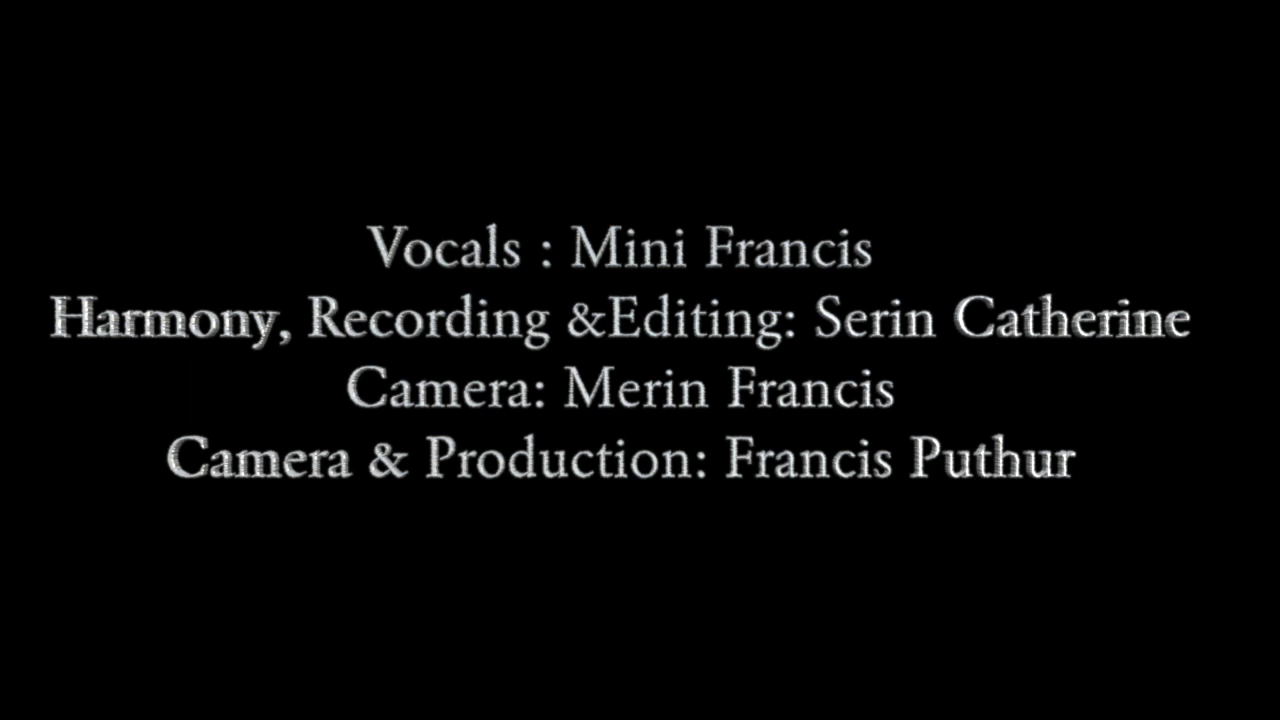 Vocals : Mini Francis
Harmony, Recording &Editing: Serin Catherine
Camera: Merin Francis
Camera & Production: Francis Puthur